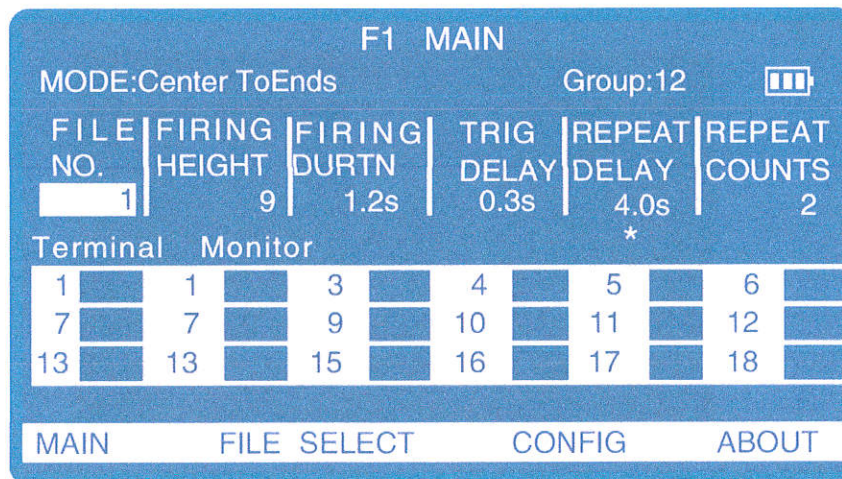 F1 MAIN
MODE:Center ToEnds Group:12
FILE FIRING FIRING TRIG REPEAT REPEAT
NO. HEIGHT DURTN DELAY DELAY COUNTS
1 9 1.2s 0.3s 4.0s 2
*
Terminal Monitor
1 1 3 4 5 6
7 7 9 10 11 12
13 13 15 16 17 18
MAIN FILE SELECT CONFIG ABOUT